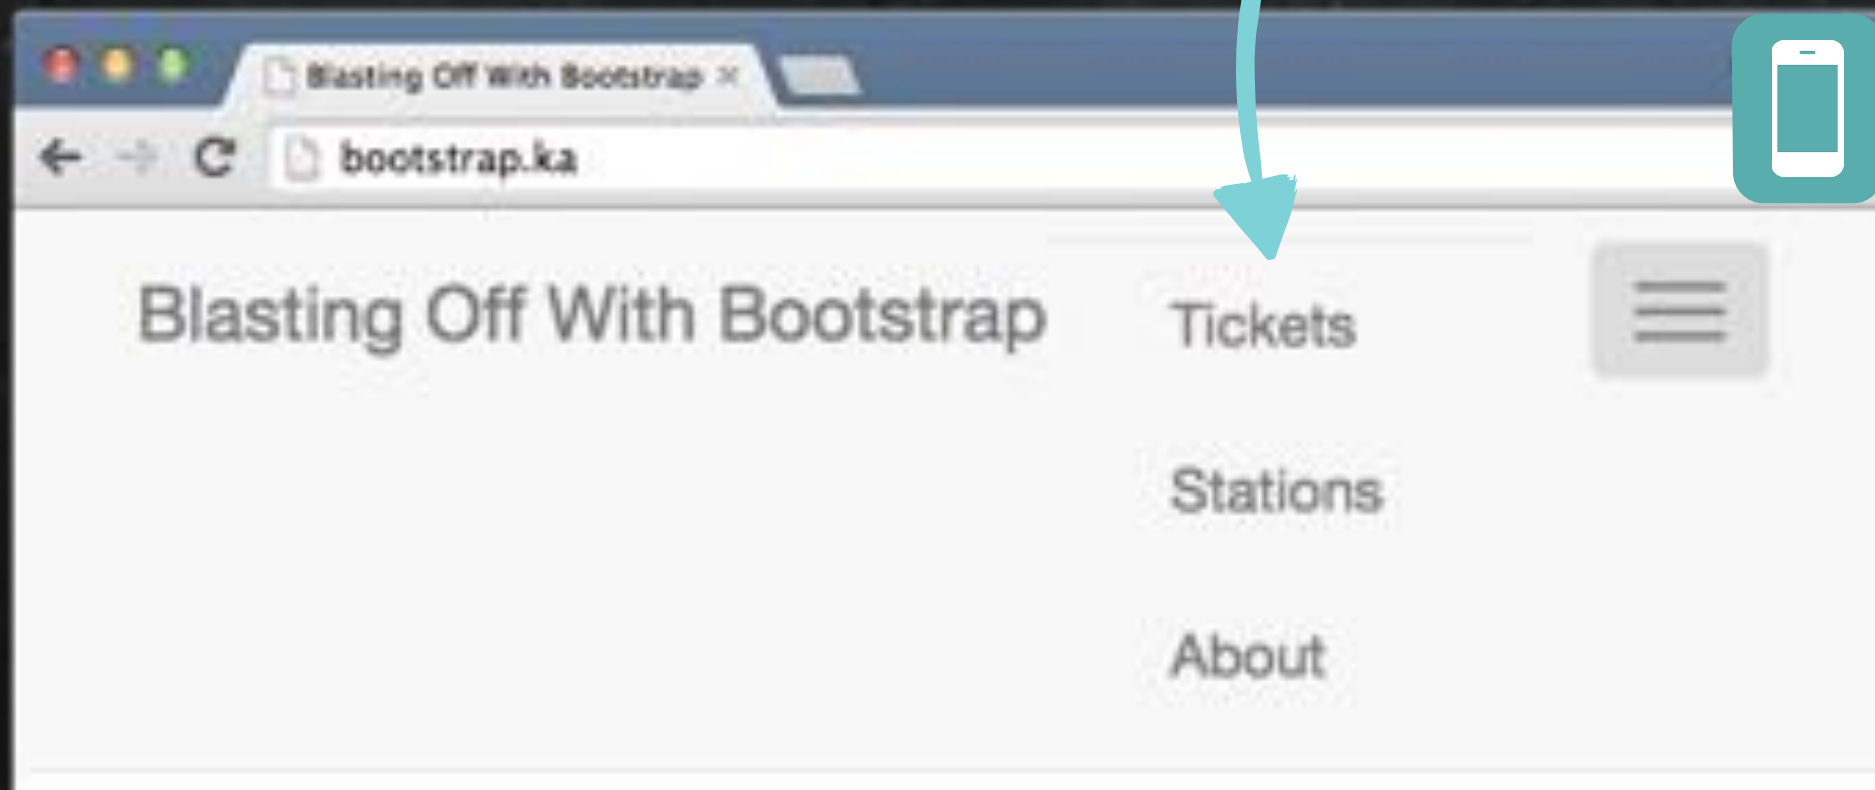 Blasting Off With Bootstrap
bootstrap.ka
Blasting Off With Bootstrap
Tickets
Stations
About